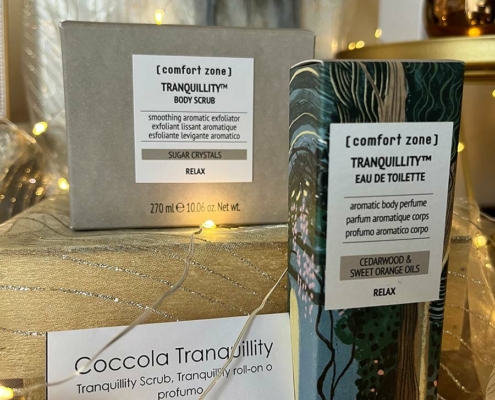 [ comfort zone ]
TRANQUILLITY™
BODY SCRUB
smoothing aromatic exfoliator
exfoliant lissant aromatique
esfoliante levigante aromatico
SUGAR CRYSTALS
RELAX
270 ml ℮ 10.06 oz. Net wt.
[ comfort zone ]
TRANQUILLITY™
EAU DE TOILETTE
aromatic body perfume
parfum aromatique corps
profumo aromatico corpo
CEDARWOOD &
SWEET ORANGE OILS
RELAX
Coccola Tranquillity
Tranquillity Scrub, Tranquillity roll-on o
profumo